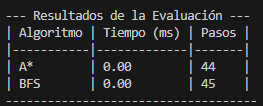 --- Resultados de la Evaluación ---
| Algoritmo | Tiempo (ms) | Pasos |
|-----------|-------------|-------|
| A*        | 0.00        | 44    |
| BFS       | 0.00        | 45    |
-----------------------------------